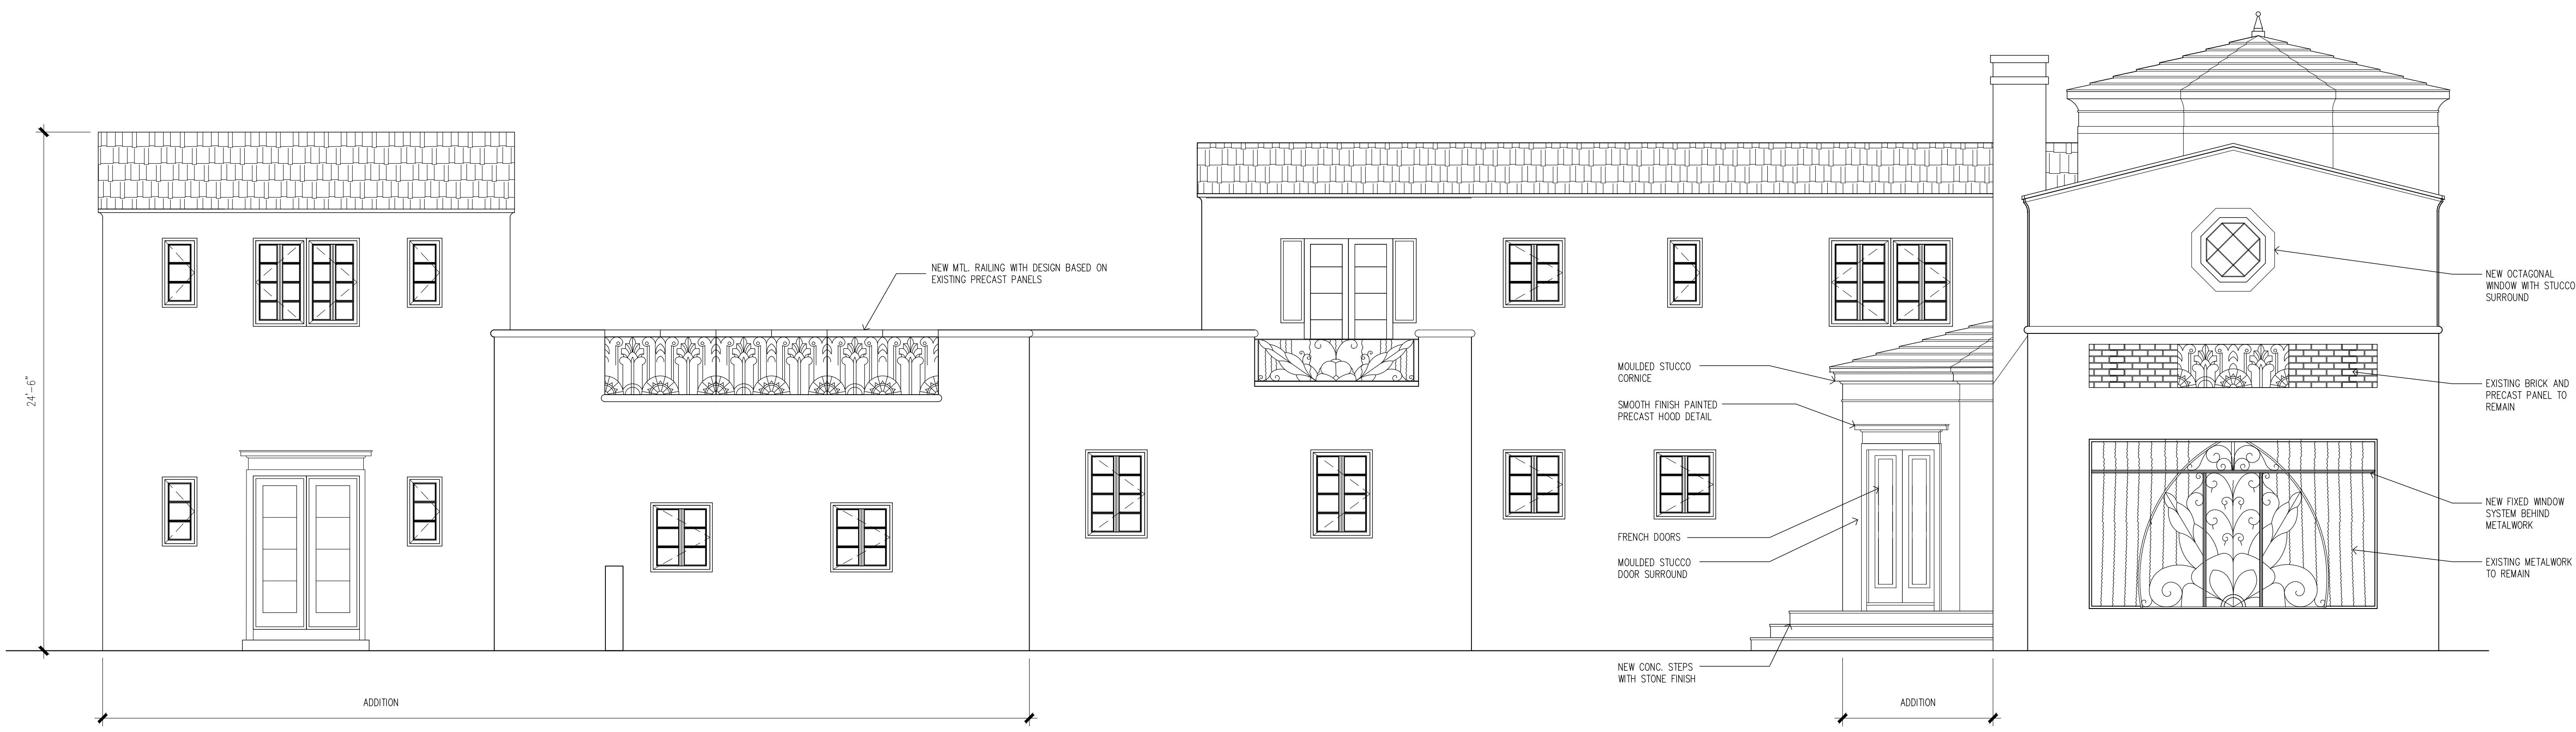 24'-6"
NEW MTL. RAILING WITH DESIGN BASED ON
EXISTING PRECAST PANELS
MOULDED STUCCO
CORNICE
SMOOTH FINISH PAINTED
PRECAST HOOD DETAIL
FRENCH DOORS
MOULDED STUCCO
DOOR SURROUND
NEW CONC. STEPS
WITH STONE FINISH
NEW OCTAGONAL
WINDOW WITH STUCCO
SURROUND
EXISTING BRICK AND
PRECAST PANEL TO
REMAIN
NEW FIXED WINDOW
SYSTEM BEHIND
METALWORK
EXISTING METALWORK
TO REMAIN
ADDITION
ADDITION